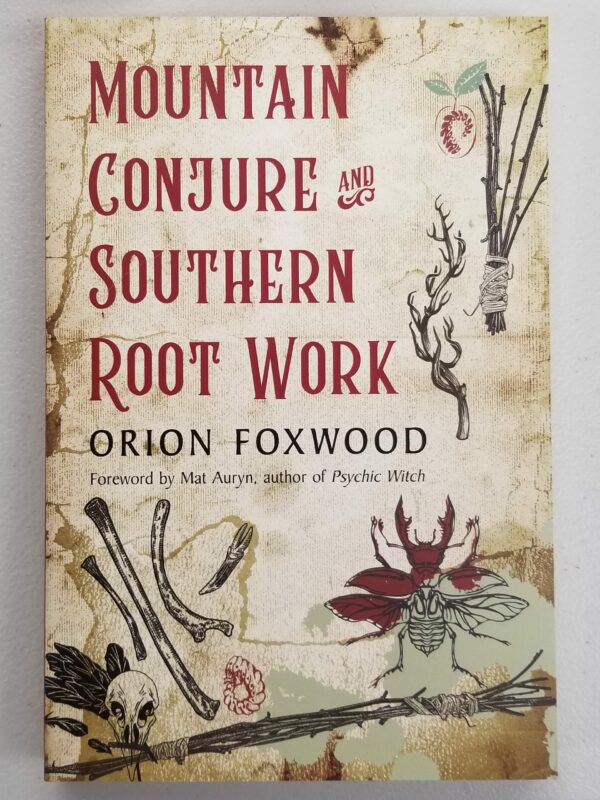 Mountain
Conjure and
Southern
Root Work
Orion Foxwood
Foreword by Mat Auryn, author of Psychic Witch